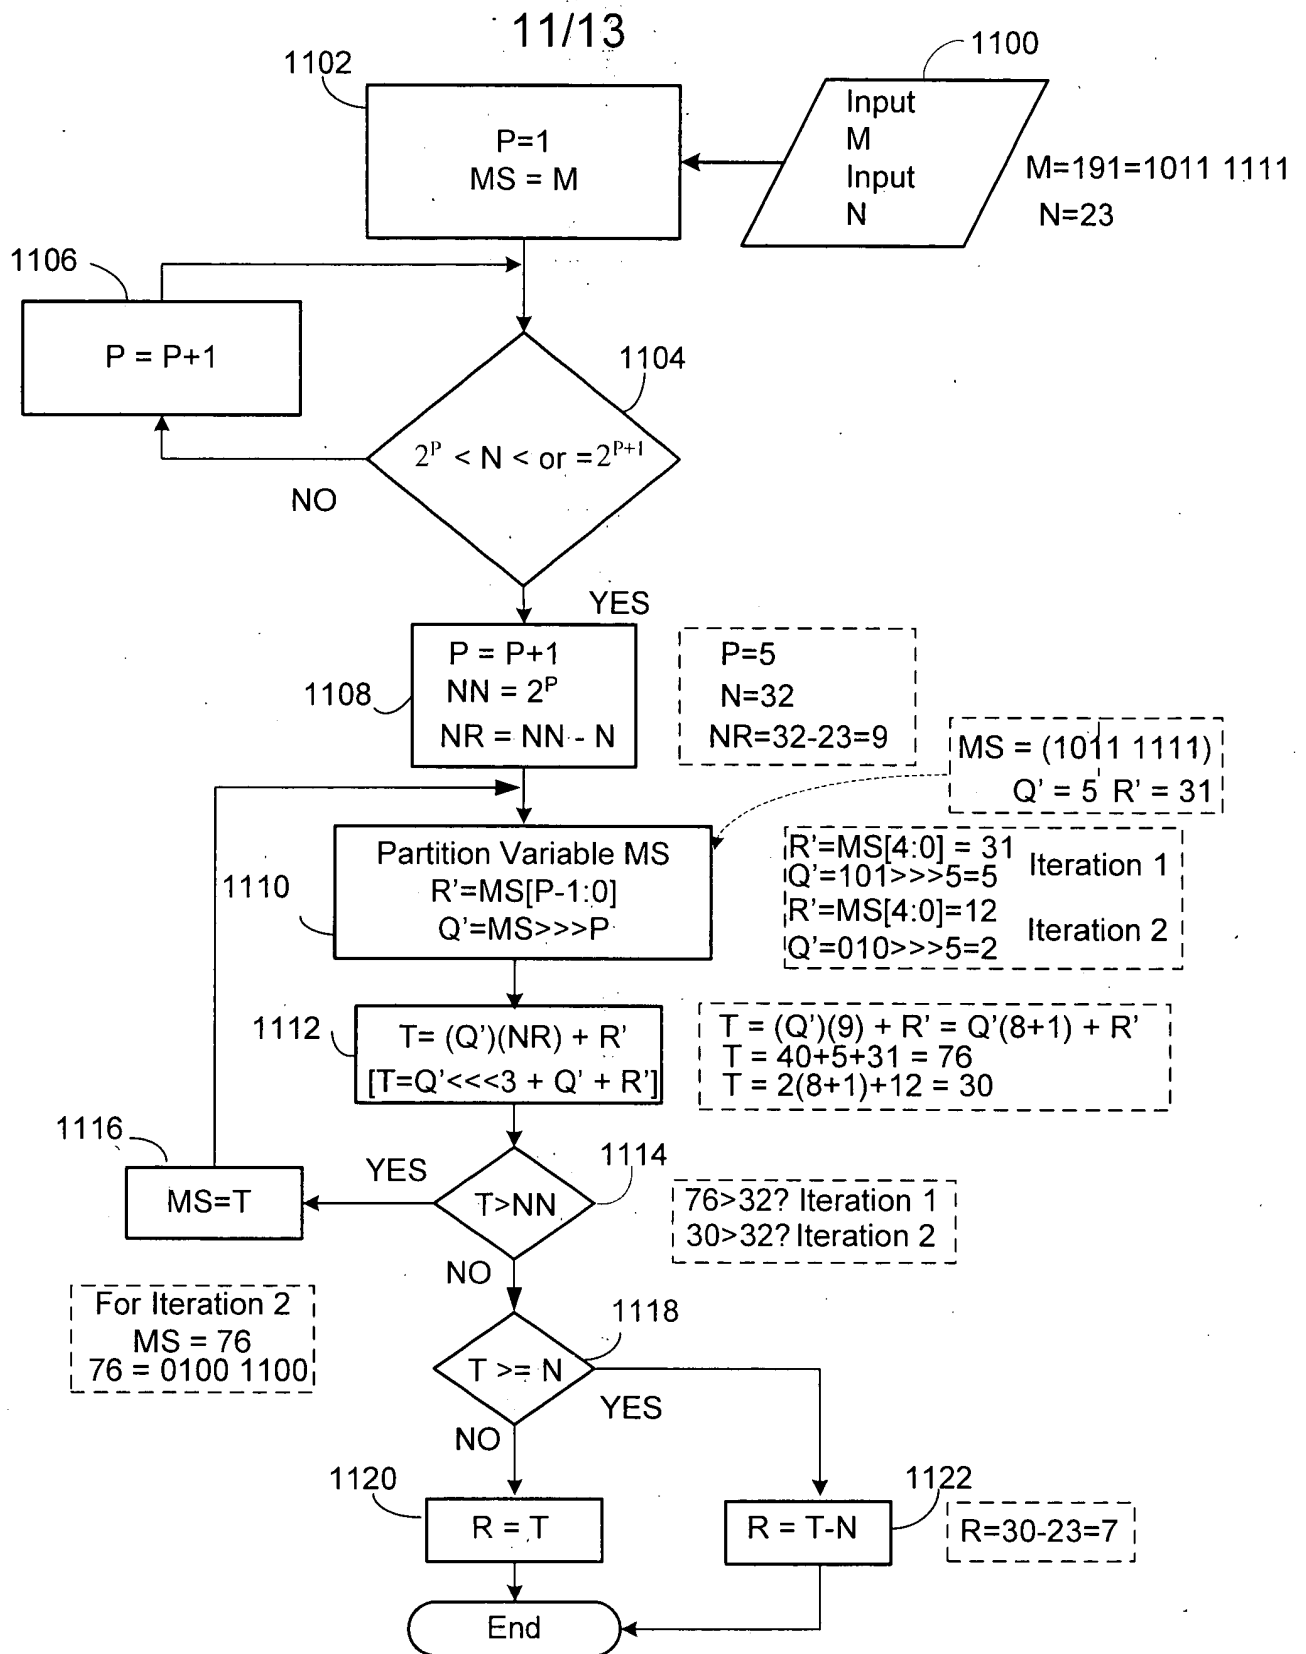 11/13
1102
1100
P=1
MS = M
Input
M
Input
N
M=191=1011 1111
N=23
1106
P = P+1
1104
2^P < N < or =2^{P+1}
NO
YES
1108
P = P+1
NN = 2^P
NR = NN - N
P=5
N=32
NR=32-23=9
MS = (1011 1111)
Q' = 5 R' = 31
1110
Partition Variable MS
R'=MS[P-1:0]
Q'=MS>>>P
R'=MS[4:0] = 31
Q'=101>>>5=5
Iteration 1
R'=MS[4:0]=12
Q'=010>>>5=2
Iteration 2
1112
T= (Q')(NR) + R'
[T=Q'<<<3 + Q' + R']
T = (Q')(9) + R' = Q'(8+1) + R'
T = 40+5+31 = 76
T = 2(8+1)+12 = 30
1116
MS=T
YES
1114
T>NN
76>32? Iteration 1
30>32? Iteration 2
NO
For Iteration 2
MS = 76
76 = 0100 1100
1118
T >= N
YES
NO
1120
R = T
1122
R = T-N
R=30-23=7
End